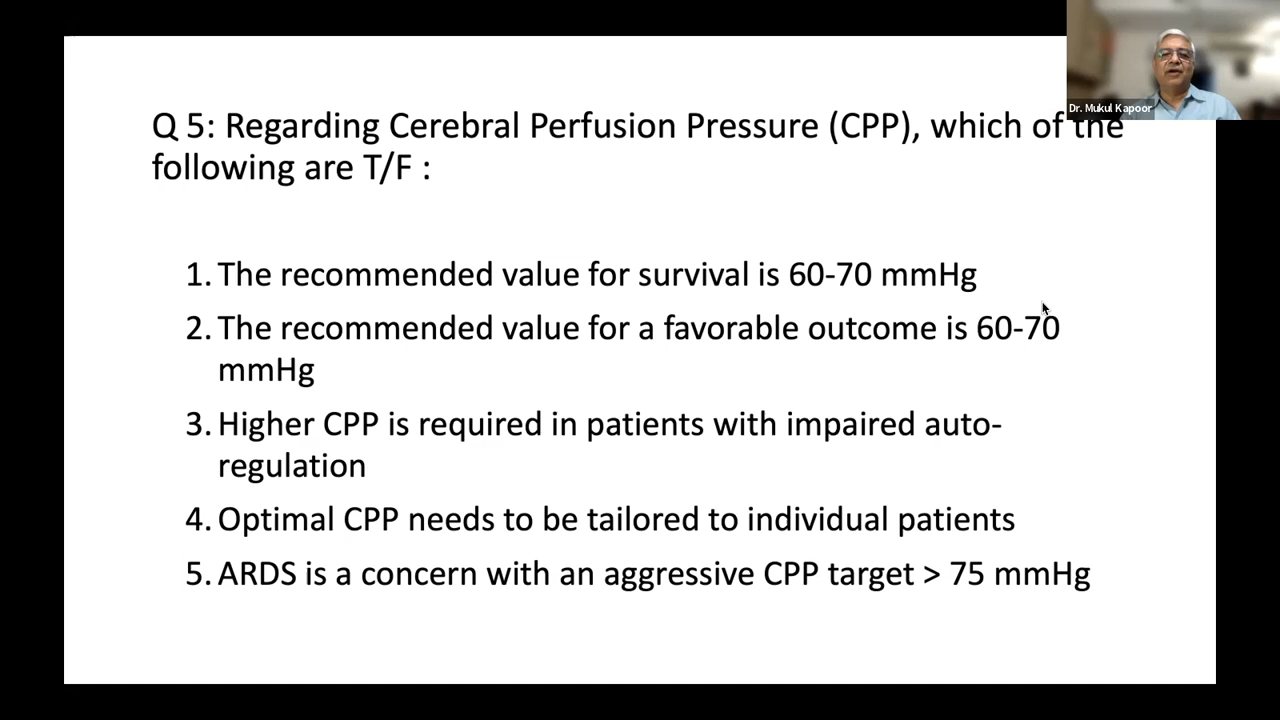 Dr. Mukul Kapoor
Q 5: Regarding Cerebral Perfusion Pressure (CPP), which of the
following are T/F :
1. The recommended value for survival is 60-70 mmHg
2. The recommended value for a favorable outcome is 60-70
mmHg
3. Higher CPP is required in patients with impaired auto-
regulation
4. Optimal CPP needs to be tailored to individual patients
5. ARDS is a concern with an aggressive CPP target > 75 mmHg